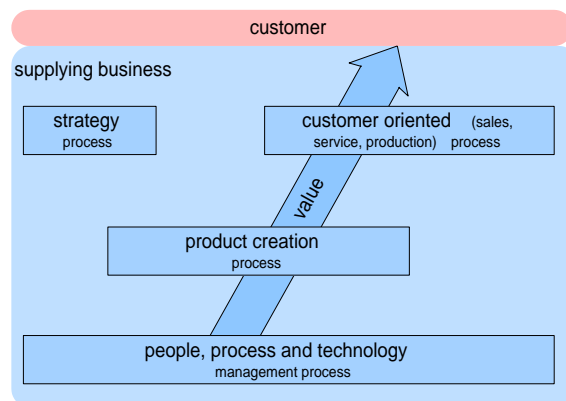 customer
supplying business
strategy
process
customer oriented (sales,
service, production) process
value
product creation
process
people, process and technology
management process